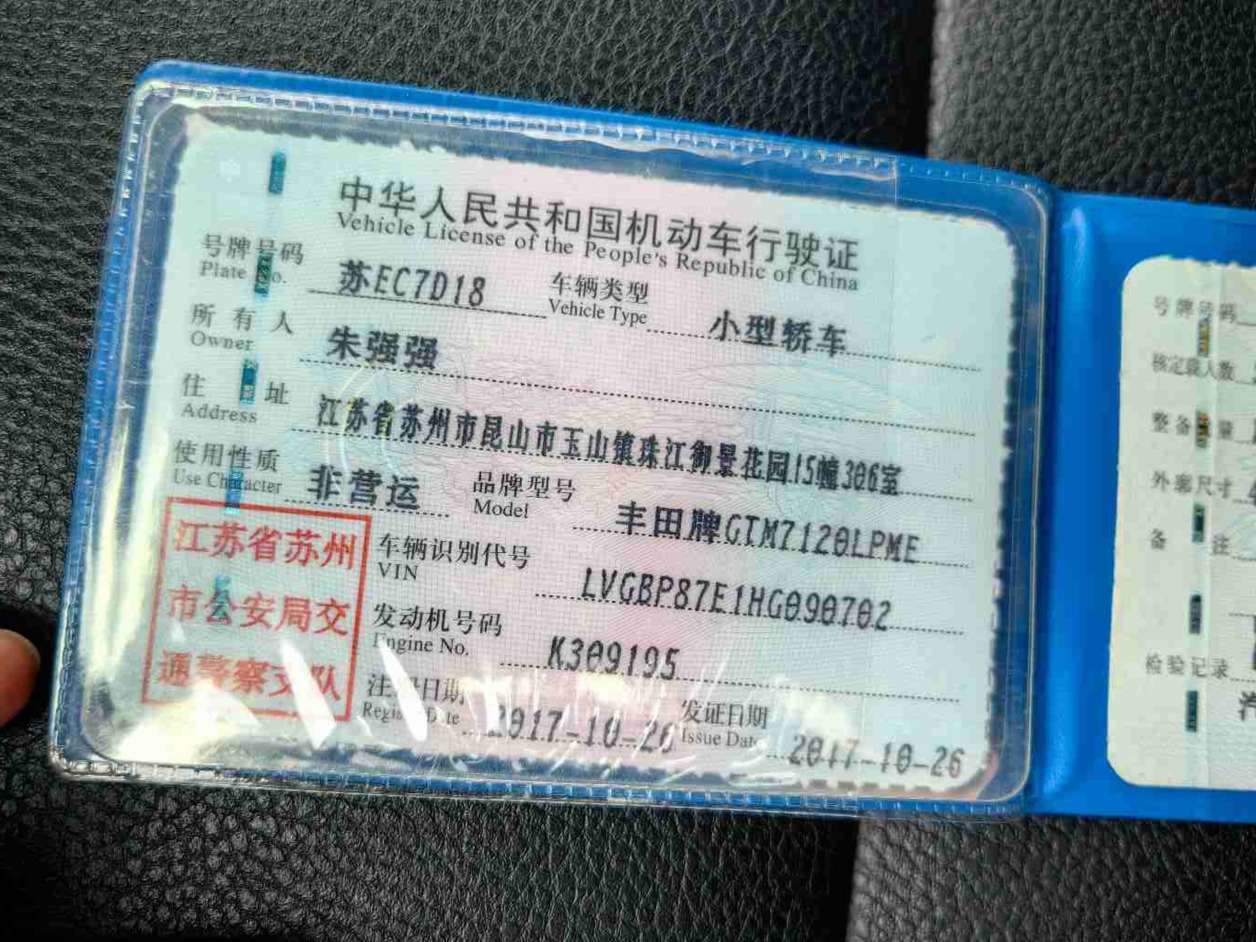 中华人民共和国机动车行驶证
Vehicle License of the People's Republic of China
号牌号码 苏EC7D18 车辆类型 小型轿车
Plate No. Vehicle Type
所有人 朱强强
Owner
住址 江苏省苏州市昆山市玉山镇珠江御景花园15幢306室
Address
使用性质 非营运 品牌型号 丰田牌GTM7120LPME
Use Character Model
江苏省苏州
市公安局交
通警察支队
车辆识别代号 LVGBP87E1HG090702
VIN
发动机号码 K309195
Engine No.
注册日期 2017-10-26 发证日期 2017-10-26
Register Date Issue Date
号牌号码
核定载人数
整备质量
外廓尺寸
备注
检验记录